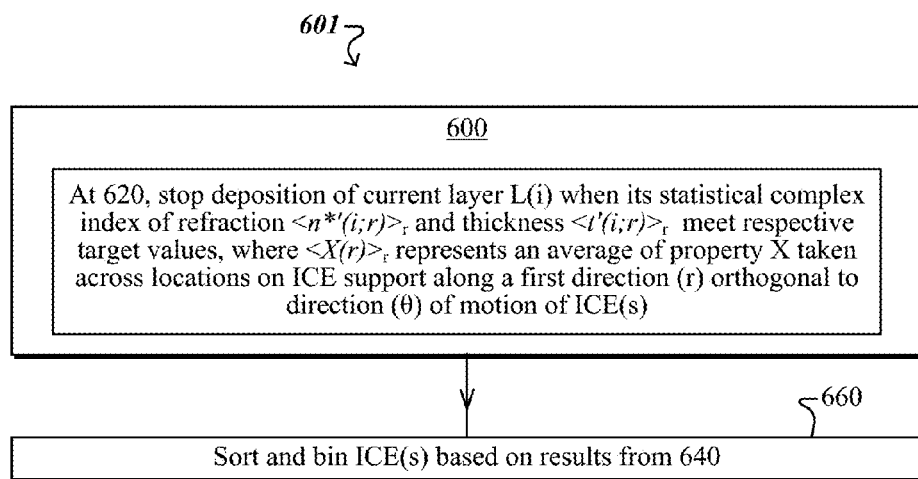 601
600
At 620, stop deposition of current layer L(i) when its statistical complex
index of refraction <n*'(i;r)>r and thickness <t'(i;r)>r meet respective
target values, where <X(r)>r represents an average of property X taken
across locations on ICE support along a first direction (r) orthogonal to
direction (θ) of motion of ICE(s)
660
Sort and bin ICE(s) based on results from 640